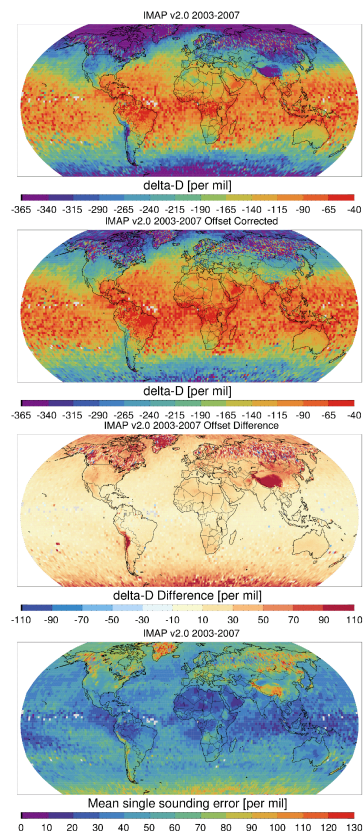 IMAP v2.0 2003-2007
delta-D [per mil]
-365 -340 -315 -290 -265 -240 -215 -190 -165 -140 -115 -90 -65 -40
IMAP v2.0 2003-2007 Offset Corrected
delta-D [per mil]
-365 -340 -315 -290 -265 -240 -215 -190 -165 -140 -115 -90 -65 -40
IMAP v2.0 2003-2007 Offset Difference
delta-D Difference [per mil]
-110 -90 -70 -50 -30 -10 10 30 50 70 90 110
IMAP v2.0 2003-2007
Mean single sounding error [per mil]
0 10 20 30 40 50 60 70 80 90 100 110 120 130